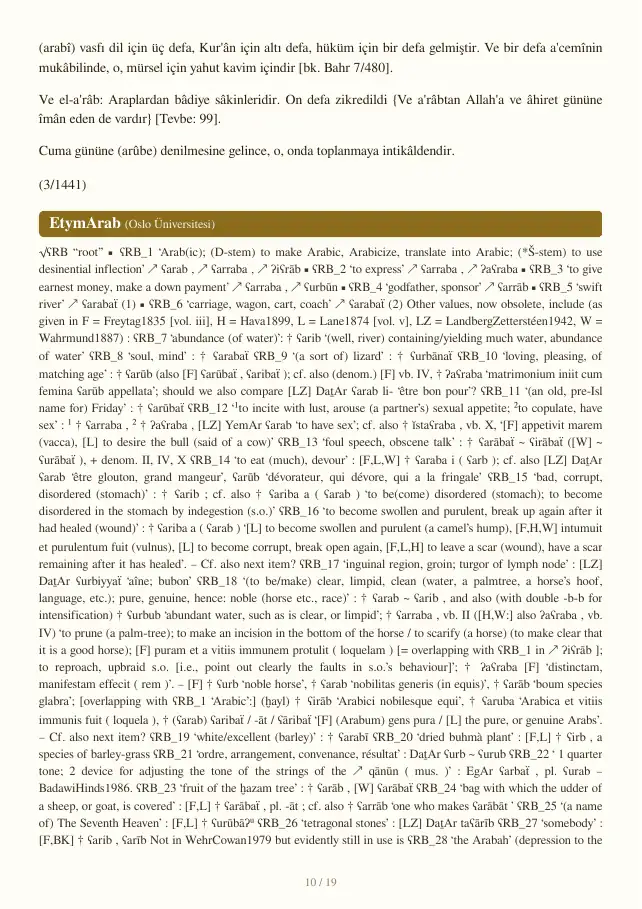 (arabî) vasfı dil için üç defa, Kur'ân için altı defa, hüküm için bir defa gelmiştir. Ve bir defa a'cemînin
mukâbilinde, o, mürsel için yahut kavim içindir [bk. Bahr 7/480].
Ve el-a'râb: Araplardan bâdiye sâkinleridir. On defa zikredildi {Ve a'râbtan Allah'a ve âhiret gününe
îmân eden de vardır} [Tevbe: 99].
Cuma gününe (arûbe) denilmesine gelince, o, onda toplanmaya intikâldendir.
(3/1441)
EtymArab (Oslo Üniversitesi)
√ʕRB “root” ▪ ʕRB_1 ‘Arab(ic); (D-stem) to make Arabic, Arabicize, translate into Arabic; (*Š-stem) to use
desinential inflection’ ↗ ʕarab , ↗ ʕarraba , ↗ ʔiʕrāb ▪ ʕRB_2 ‘to express’ ↗ ʕarraba , ↗ ʔaʕraba ▪ ʕRB_3 ‘to give
earnest money, make a down payment’ ↗ ʕarraba , ↗ ʕurbūn ▪ ʕRB_4 ‘godfather, sponsor’ ↗ ʕarrāb ▪ ʕRB_5 ‘swift
river’ ↗ ʕarabaẗ (1) ▪ ʕRB_6 ‘carriage, wagon, cart, coach’ ↗ ʕarabaẗ (2) Other values, now obsolete, include (as
given in F = Freytag1835 [vol. iii], H = Hava1899, L = Lane1874 [vol. v], LZ = LandbergZetterstéen1942, W =
Wahrmund1887) : ʕRB_7 ‘abundance (of water)’: † ʕarib ‘(well, river) containing/yielding much water, abundance
of water’ ʕRB_8 ‘soul, mind’ : † ʕarabaẗ ʕRB_9 ‘(a sort of) lizard’ : † ʕurbānaẗ ʕRB_10 ‘loving, pleasing, of
matching age’ : † ʕarūb (also [F] ʕarūbaẗ , ʕaribaẗ ); cf. also (denom.) [F] vb. IV, † ʔaʕraba ‘matrimonium iniit cum
femina ʕarūb appellata’; should we also compare [LZ] DaṯAr ʕarab li- ‘être bon pour’? ʕRB_11 ‘(an old, pre-Isl
name for) Friday’ : † ʕarūbaẗ ʕRB_12 ‘¹to incite with lust, arouse (a partner’s) sexual appetite; ²to copulate, have
sex’ : ¹ † ʕarraba , ² † ʔaʕraba , [LZ] YemAr ʕarab ‘to have sex’; cf. also † ĭstaʕraba , vb. X, ‘[F] appetivit marem
(vacca), [L] to desire the bull (said of a cow)’ ʕRB_13 ‘foul speech, obscene talk’ : † ʕarābaẗ ~ ʕirābaẗ ([W] ~
ʕurābaẗ ), + denom. II, IV, X ʕRB_14 ‘to eat (much), devour’ : [F,L,W] † ʕaraba i ( ʕarb ); cf. also [LZ] DaṯAr
ʕarab ‘être glouton, grand mangeur’, ʕarūb ‘dévorateur, qui dévore, qui a la fringale’ ʕRB_15 ‘bad, corrupt,
disordered (stomach)’ : † ʕarib ; cf. also † ʕariba a ( ʕarab ) ‘to be(come) disordered (stomach); to become
disordered in the stomach by indegestion (s.o.)’ ʕRB_16 ‘to become swollen and purulent, break up again after it
had healed (wound)’ : † ʕariba a ( ʕarab ) ‘[L] to become swollen and purulent (a camel’s hump), [F,H,W] intumuit
et purulentum fuit (vulnus), [L] to become corrupt, break open again, [F,L,H] to leave a scar (wound), have a scar
remaining after it has healed’. – Cf. also next item? ʕRB_17 ‘inguinal region, groin; turgor of lymph node’ : [LZ]
DaṯAr ʕurbiyyaẗ ‘aîne; bubon’ ʕRB_18 ‘(to be/make) clear, limpid, clean (water, a palmtree, a horse’s hoof,
language, etc.); pure, genuine, hence: noble (horse etc., race)’ : † ʕarab ~ ʕarib , and also (with double -b-b for
intensification) † ʕurbub ‘abundant water, such as is clear, or limpid’; † ʕarraba , vb. II ([H,W:] also ʔaʕraba , vb.
IV) ‘to prune (a palm-tree); to make an incision in the bottom of the horse / to scarify (a horse) (to make clear that
it is a good horse); [F] puram et a vitiis immunem protulit ( loquelam ) [= overlapping with ʕRB_1 in ↗ ʔiʕrāb ];
to reproach, upbraid s.o. [i.e., point out clearly the faults in s.o.’s behaviour]’; † ʔaʕraba [F] ‘distinctam,
manifestam effecit ( rem )’. – [F] † ʕurb ‘noble horse’, † ʕarab ‘nobilitas generis (in equis)’, † ʕarāb ‘boum species
glabra’; [overlapping with ʕRB_1 ‘Arabic’:] (ḫayl) † ʕirāb ‘Arabici nobilesque equi’, † ʕaruba ‘Arabica et vitiis
immunis fuit ( loquela ), † (ʕarab) ʕaribaẗ / -āt / ʕāribaẗ ‘[F] (Arabum) gens pura / [L] the pure, or genuine Arabs’.
– Cf. also next item? ʕRB_19 ‘white/excellent (barley)’ : † ʕarabī ʕRB_20 ‘dried buhmà plant’ : [F,L] † ʕirb , a
species of barley-grass ʕRB_21 ‘ordre, arrangement, convenance, résultat’ : DaṯAr ʕurb ~ ʕurub ʕRB_22 ‘ 1 quarter
tone; 2 device for adjusting the tone of the strings of the ↗ qānūn ( mus. )’ : EgAr ʕarbaẗ , pl. ʕurab –
BadawiHinds1986. ʕRB_23 ‘fruit of the ḫazam tree’ : † ʕarāb , [W] ʕarābaẗ ʕRB_24 ‘bag with which the udder of
a sheep, or goat, is covered’ : [F,L] † ʕarābaẗ , pl. -āt ; cf. also † ʕarrāb ‘one who makes ʕarābāt ’ ʕRB_25 ‘(a name
of) The Seventh Heaven’ : [F,L] † ʕurūbāʔᵘ ʕRB_26 ‘tetragonal stones’ : [LZ] DaṯAr taʕārīb ʕRB_27 ‘somebody’ :
[F,BK] † ʕarib , ʕarīb Not in WehrCowan1979 but evidently still in use is ʕRB_28 ‘the Arabah’ (depression to the
10 / 19